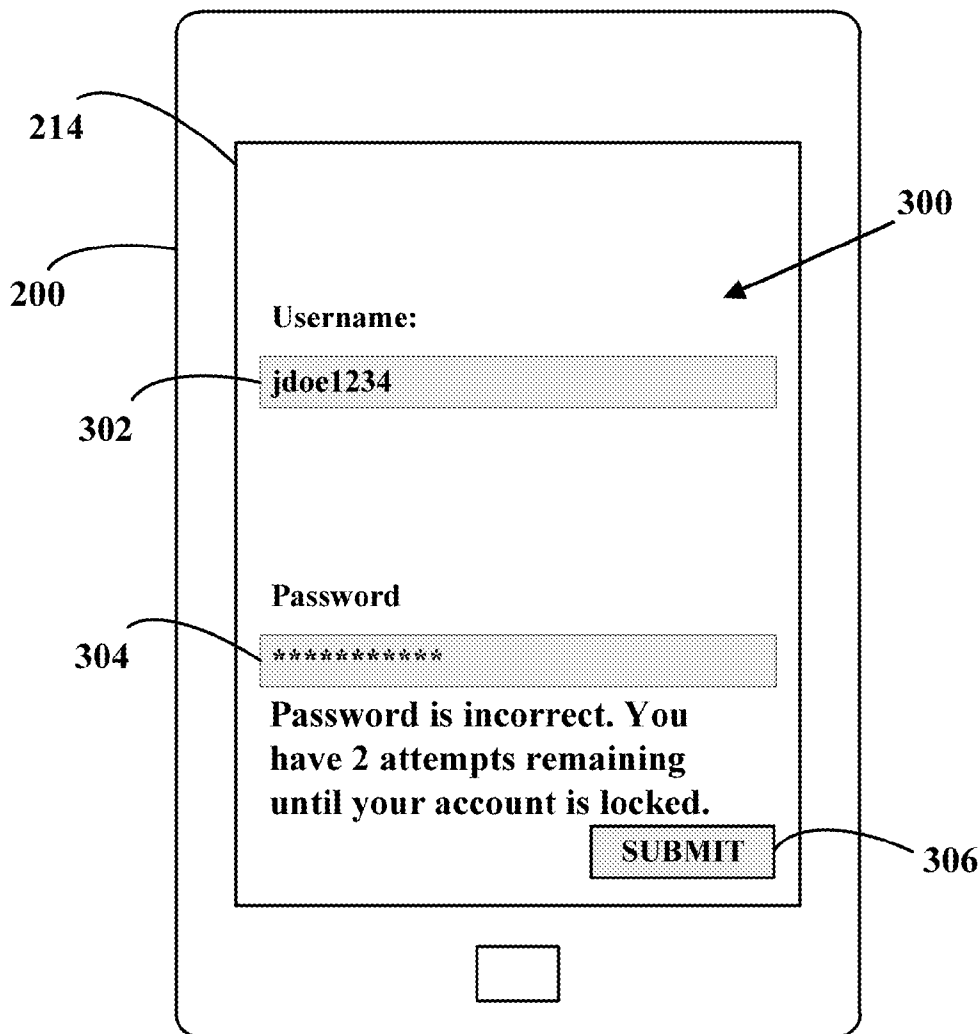 214
300
200
Username:
jdoe1234
302
Password
304
***********
Password is incorrect. You
have 2 attempts remaining
until your account is locked.
SUBMIT
306